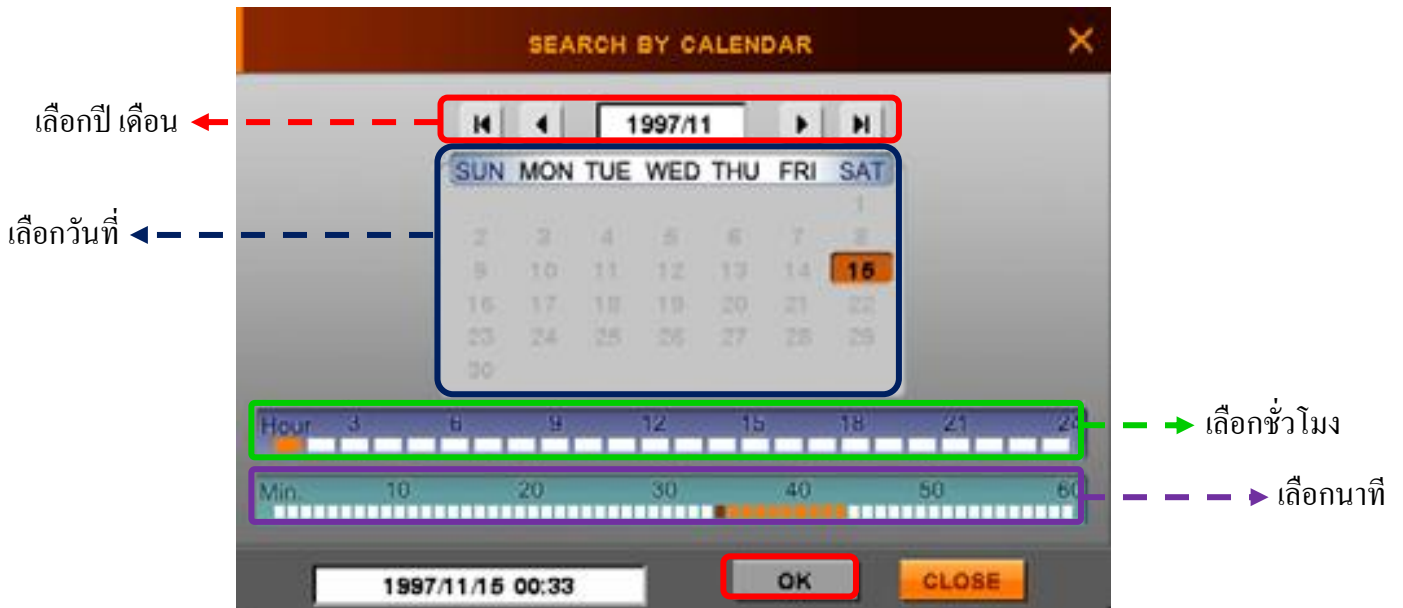 SEARCH BY CALENDAR
เลือกปี เดือน
1997/11
SUN MON TUE WED THU FRI SAT
1
เลือกวันที่
2 3 4 5 6 7 8
9 10 11 12 13 14 15
16 17 18 19 20 21 22
23 24 25 26 27 28 29
30
Hour 3 6 9 12 15 18 21 24
เลือกชั่วโมง
Min. 10 20 30 40 50 60
เลือกนาที
1997/11/15 00:33 OK CLOSE